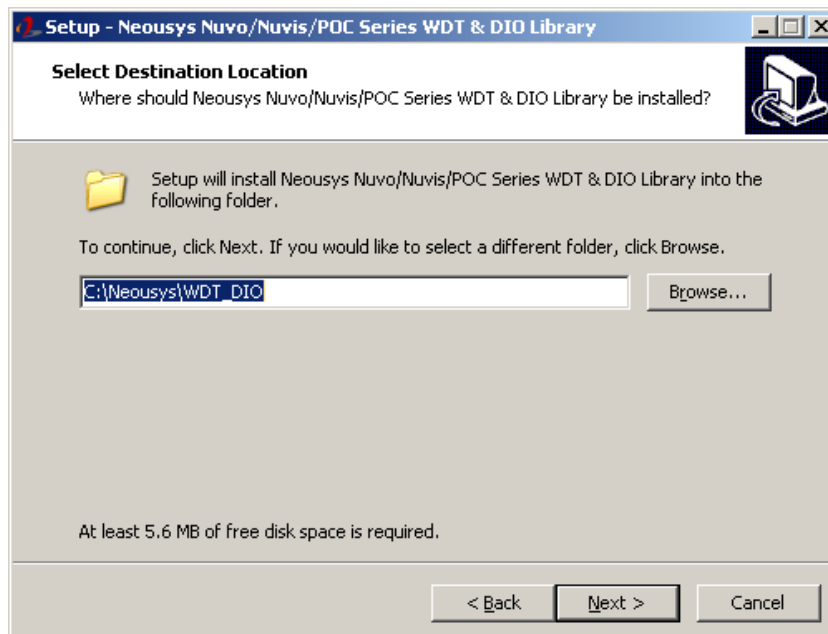 Setup - Neousys Nuvo/Nuvis/POC Series WDT & DIO Library
Select Destination Location
Where should Neousys Nuvo/Nuvis/POC Series WDT & DIO Library be installed?
Setup will install Neousys Nuvo/Nuvis/POC Series WDT & DIO Library into the
following folder.
To continue, click Next. If you would like to select a different folder, click Browse.
C:\Neousys\WDT_DIO
Browse...
At least 5.6 MB of free disk space is required.
< Back
Next >
Cancel